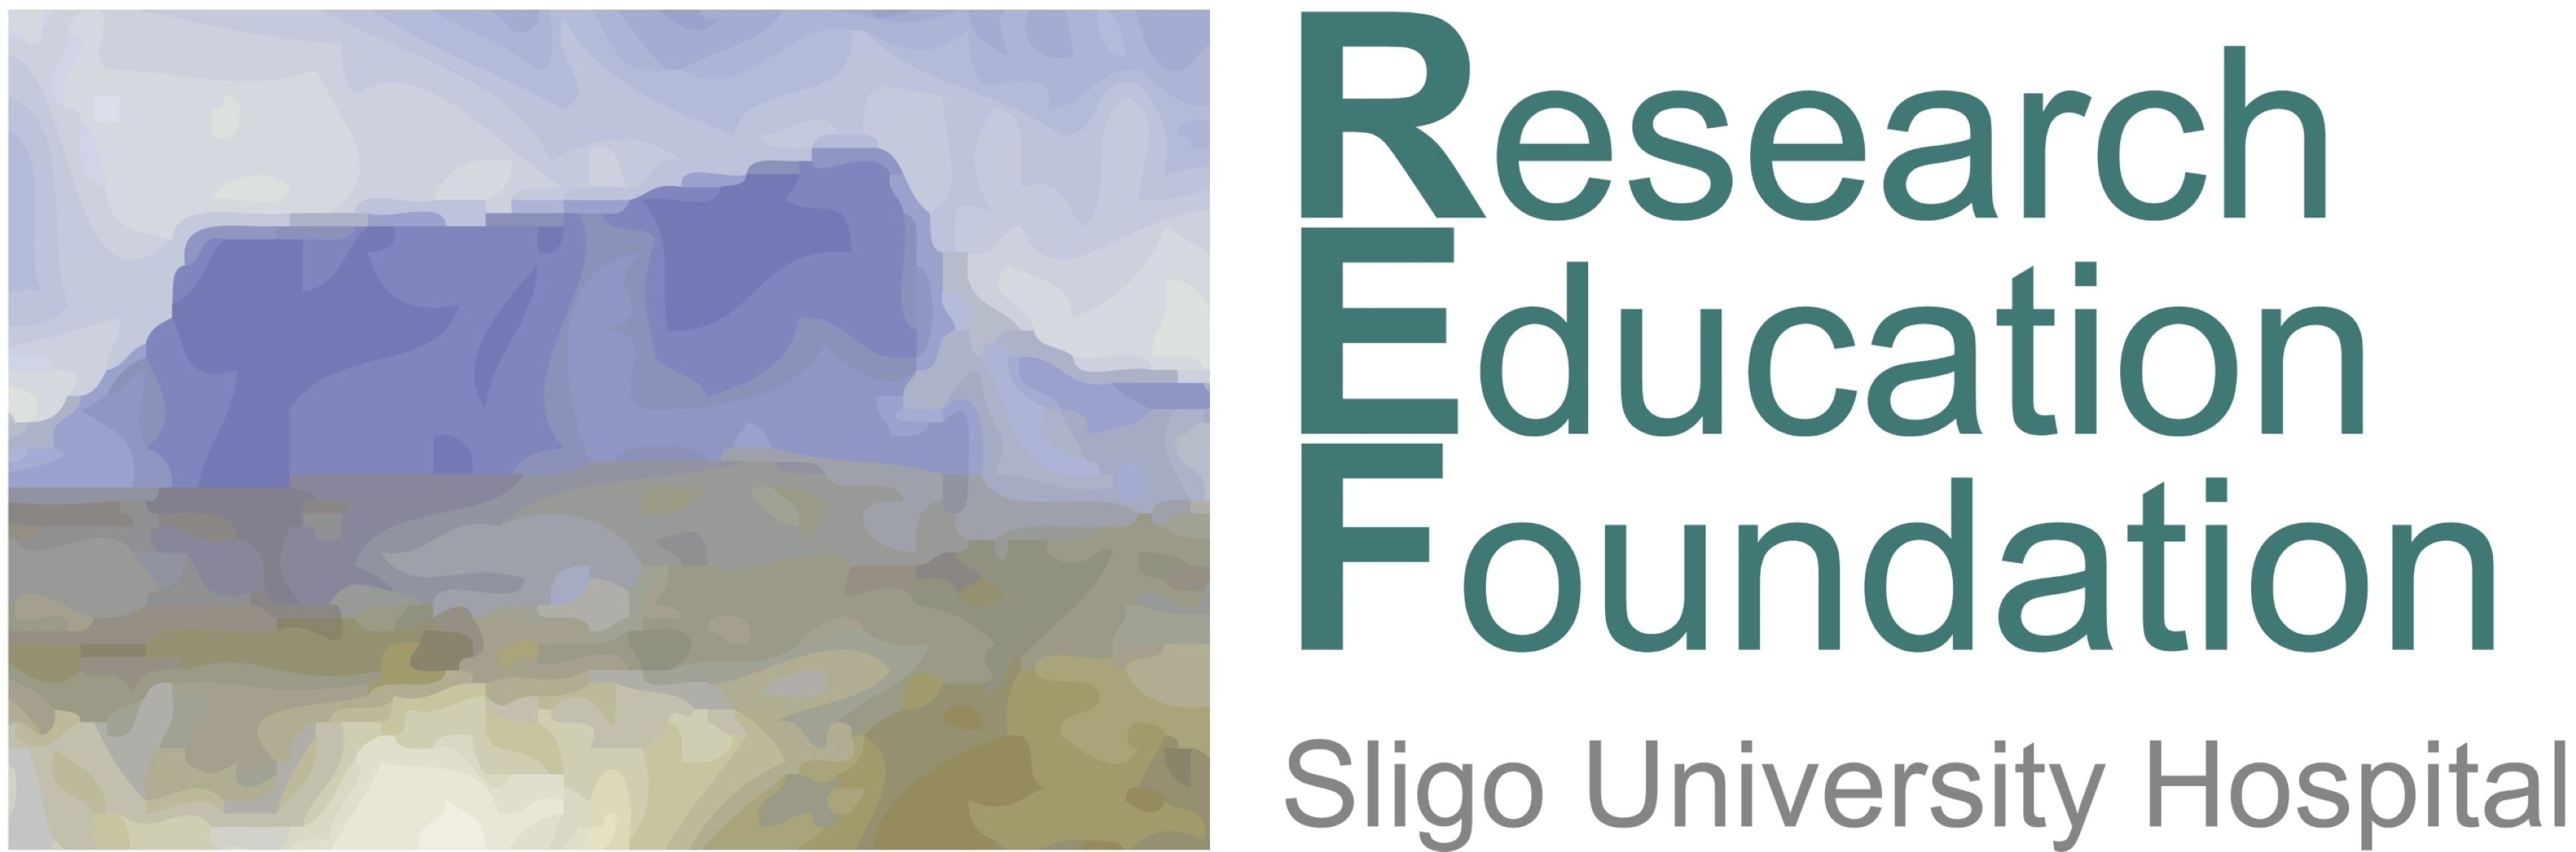 Research
Education
Foundation
Sligo University Hospital